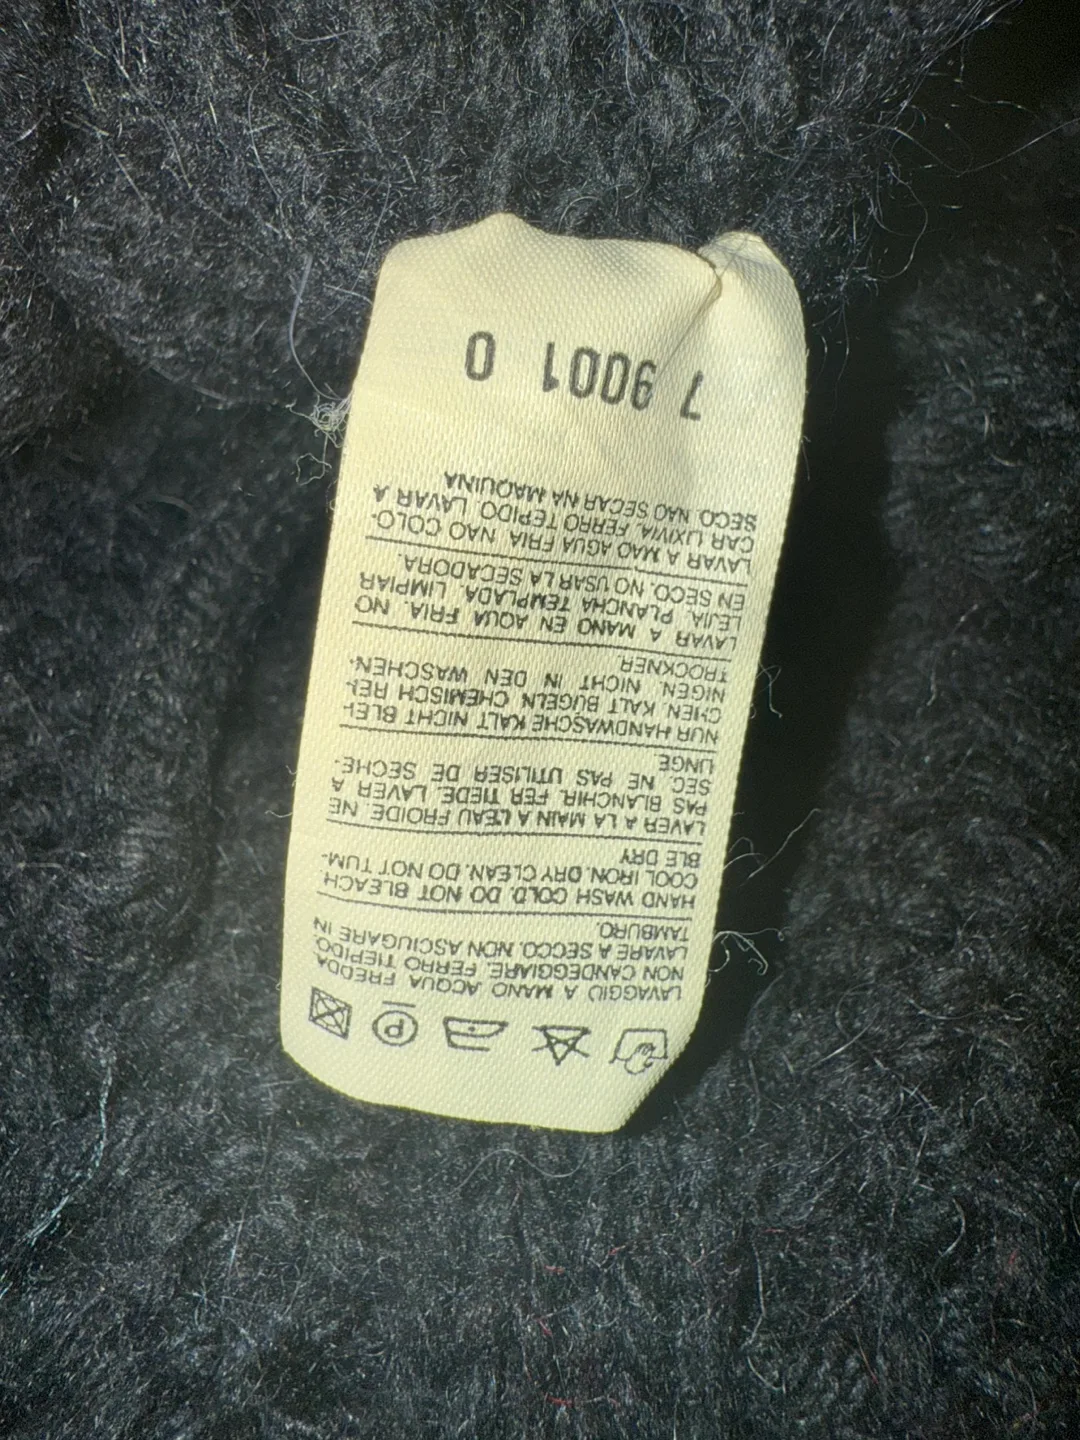 P
LAVAGGIO A MANO ACQUA FREDDA
NON CANDEGGIARE. FERRO TIEPIDO
LAVARE A SECCO. NON ASCIUGARE IN
TAMBURO.
HAND WASH COLD. DO NOT BLEACH
COOL IRON. DRY CLEAN. DO NOT TUM-
BLE DRY
LAVER A LA MAIN A L'EAU FROIDE. NE
PAS BLANCHIR. FER TIEDE. LAVER A
SEC. NE PAS UTILISER DE SECHE-
LINGE
NUR HANDWASCHE KALT NICHT BLEI-
CHEN. KALT BUGELN. CHEMISCH REI-
NIGEN. NICHT IN DEN WASCHEN-
TROCKNER
LAVAR A MANO EN AQUA FRIA. NO
LEJIA. PLANCHA TEMPLADA. LIMPIAR
EN SECO. NO USAR LA SECADORA.
LAVAR A MAO AGUA FRIA. NAO COLO-
CAR LIXIVIA. FERRO TEPIDO LAVAR A
SECO. NAO SECAR NA MAQUINA
7 9001 0